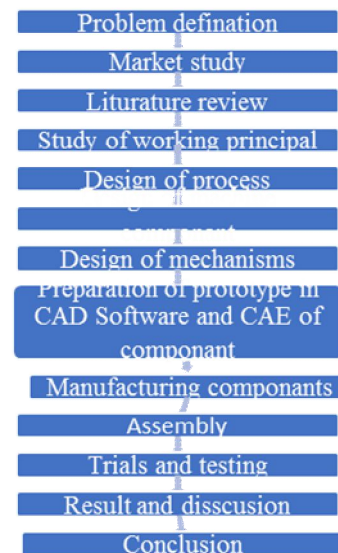 Problem defination
Market study
Liturature review
Study of working principal
Design of process
componant
Design of mechanisms
Preparation of prototype in
CAD Software and CAE of
componant
Manufacturing componants
Assembly
Trials and testing
Result and disscusion
Conclusion